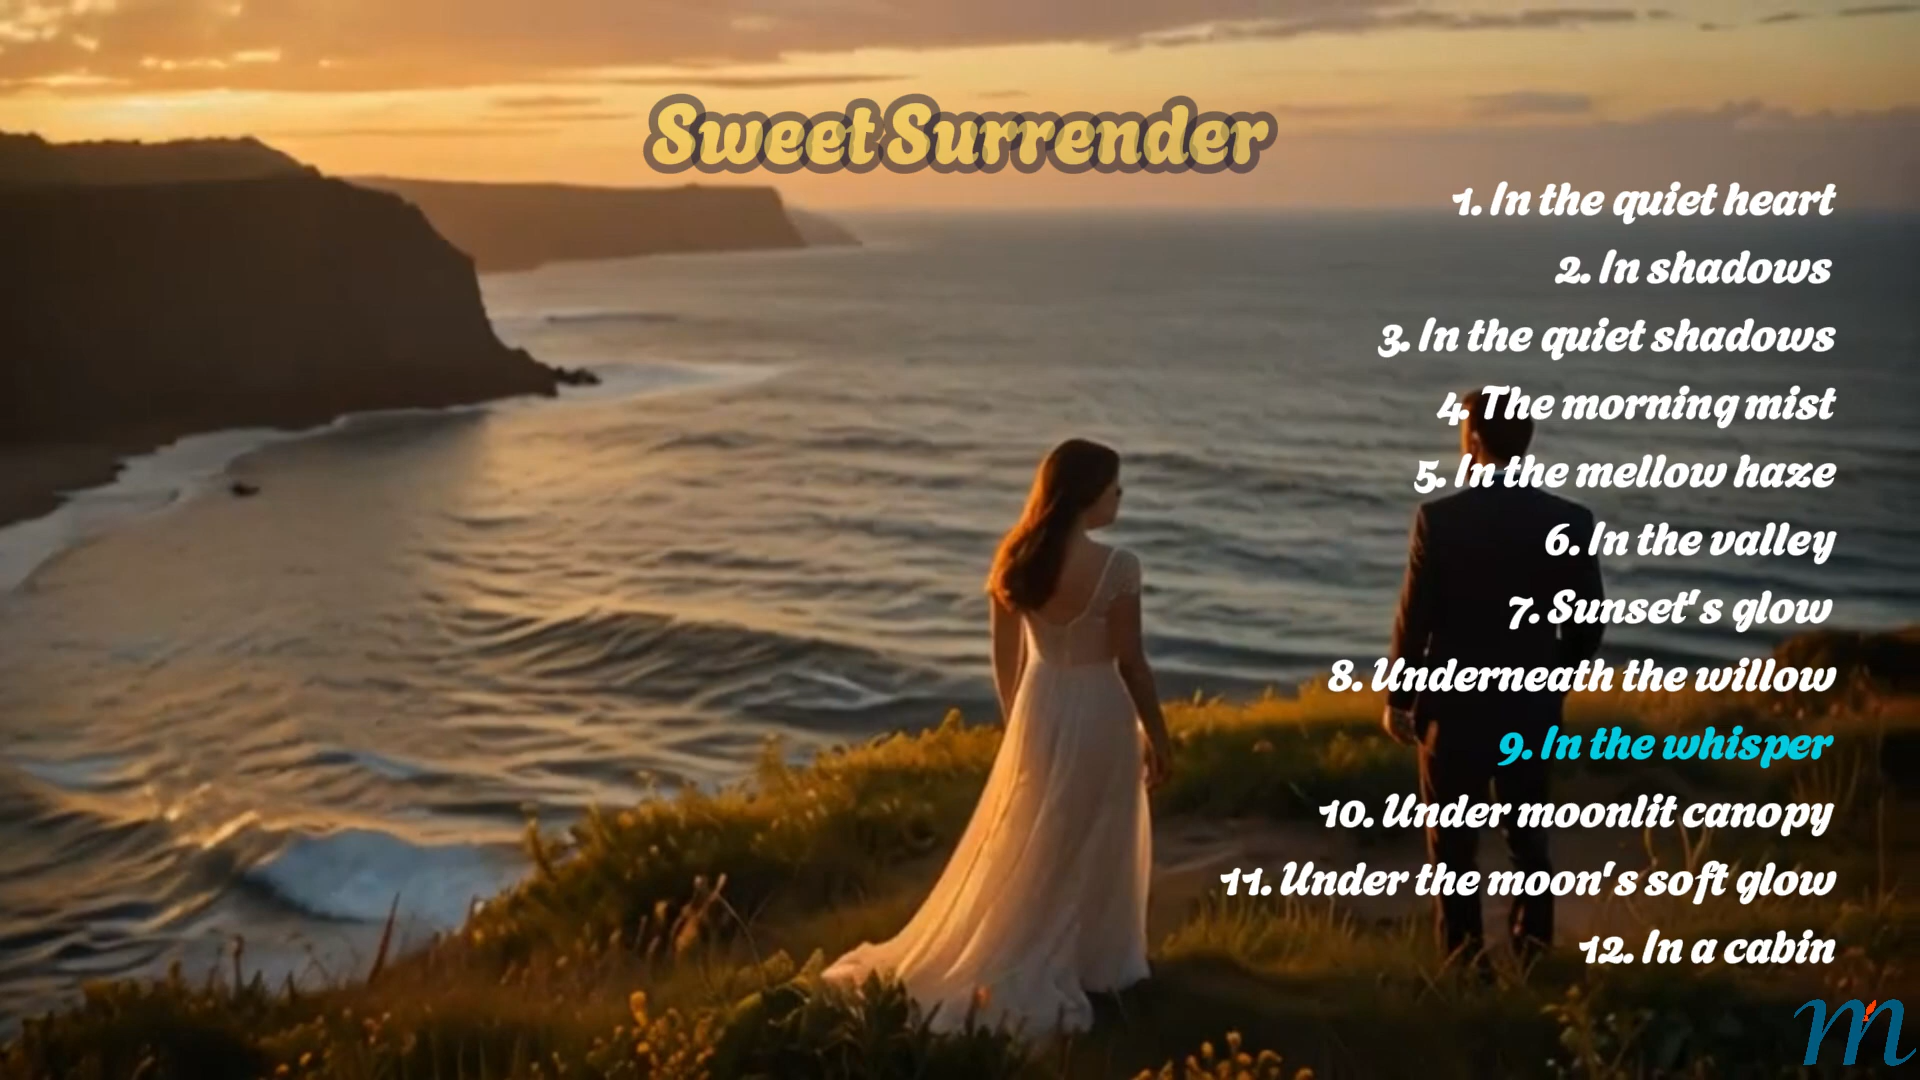 Sweet Surrender
1. In the quiet heart
2. In shadows
3. In the quiet shadows
4. The morning mist
5. In the mellow haze
6. In the valley
7. Sunset's glow
8. Underneath the willow
9. In the whisper
10. Under moonlit canopy
11. Under the moon's soft glow
12. In a cabin
m